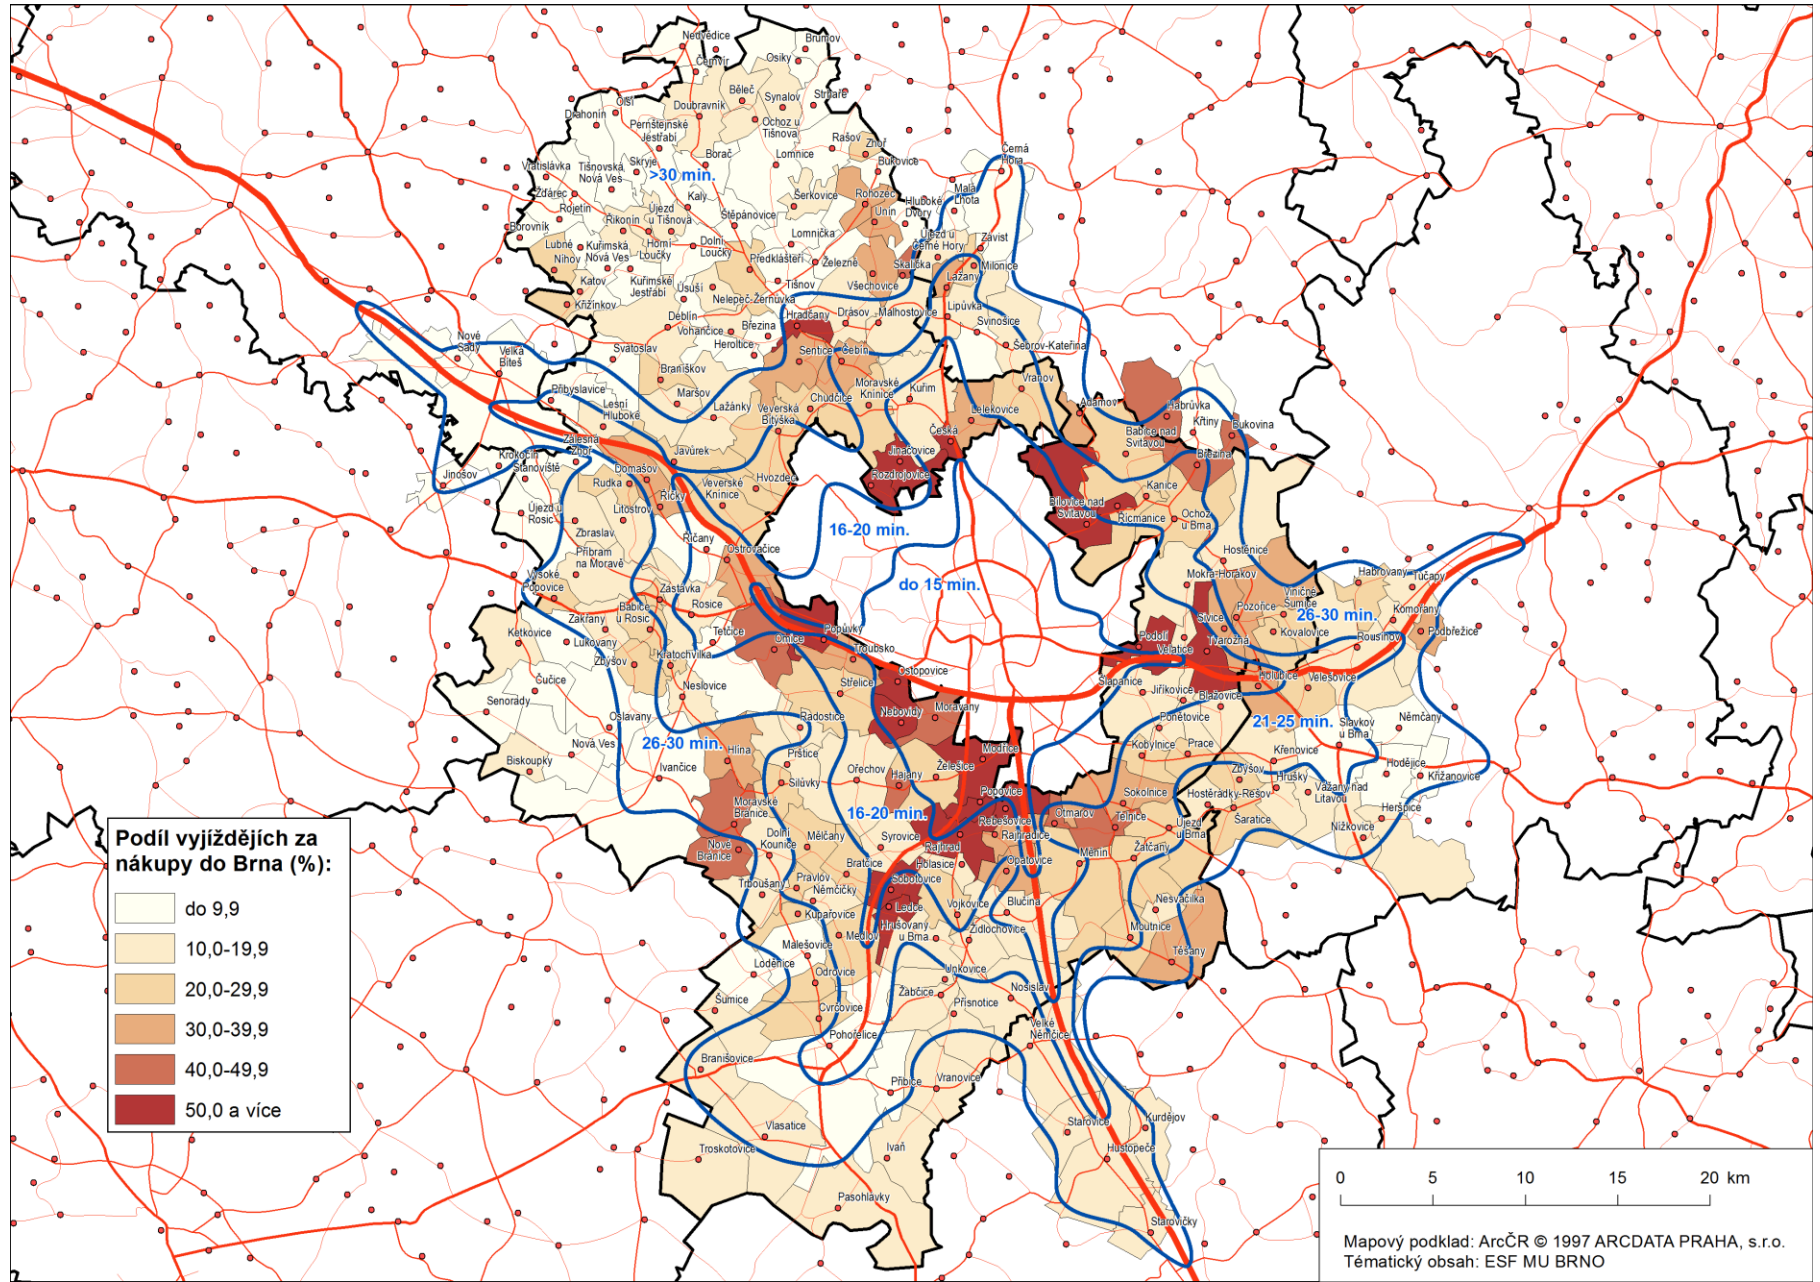 Nedvědice
Brumov
Černvír
Osiky
Olší
Doubravník
Běleč
Synalov
Strhaře
Drahonín
Pernštejnské
Jestřabí
Ochoz u
Tišnova
Rašov
Zhoř
Vratislávka
Tišnovská
Nová Ves
Skryje
Borač
Lomnice
Bukovice
Černá
Hora
>30 min.
Žďárec
Rojetín
Kaly
Šerkovice
Rohozec
Unín
Hluboké
Dvory
Malá
Lhota
Borovník
Řikonín
Újezd
u Tišnova
Štěpánovice
Lomnička
Újezd u
Černé Hory
Závist
Lubné
Níhov
Kuřimská
Nová Ves
Horní
Loučky
Dolní
Loučky
Předklášteří
Železné
Skalička
Milonice
Katov
Kuřimské
Jestřabí
Úsuší
Tišnov
Všechovice
Lažany
Křižínkov
Nelepeč-Žernůvka
Deblín
Vohančice
Březina
Hradčany
Drásov
Malhostovice
Lipůvka
Svinošice
Nové
Sady
Velká
Bíteš
Svatoslav
Heroltice
Sentice
Čebín
Šebrov-Kateřina
Braníškov
Moravské
Knínice
Kuřim
Vranov
Přibyslavice
Maršov
Lesní
Hluboké
Lažánky
Veverská
Bítýška
Chudčice
Lelekovice
Adamov
Habrůvka
Křtiny
Bukovina
Babice nad
Svitavou
Česká
Zálesná
Zhoř
Javůrek
Jinačovice
Březina
Krokočín
Stanoviště
Domašov
Jinošov
Rudka
Říčky
Veverské
Knínice
Hvozdec
Rozdrojovice
Kanice
Litostrov
Bílovice nad
Svitavou
Řícmanice
Ochoz
u Brna
Újezd u
Rosic
Zbraslav
16-20 min.
Říčany
Ostrovačice
Hostěnice
Příbram
na Moravě
do 15 min.
Vysoké
Popovice
Zastávka
Mokrá-Horákov
Habrovany
Tučapy
Viničné
Šumice
Babice
u Rosic
Rosice
Pozořice
Sivice
26-30 min.
Komořany
Zakřany
Tetčice
Omice
Popůvky
Podolí
Kovalovice
Rousínov
Podbřežice
Ketkovice
Lukovany
Troubsko
Velatice
Tvarožná
Zbýšov
Kratochvilka
Ostopovice
Šlapanice
Holubice
Velešovice
Čučice
Neslovice
Střelice
Jiříkovice
Blažovice
Senorady
Oslavany
Radostice
Nebovidy
Moravany
Ponětovice
21-25 min.
Slavkov
u Brna
Němčany
Nová Ves
26-30 min.
Hlína
Prštice
Modřice
Kobylnice
Prace
Křenovice
Biskoupky
Ivančice
Silůvky
Ořechov
Hajany
Želešice
Zbýšov
Hrušky
Hodějice
Křižanovice
Moravské
Bránice
Popovice
Sokolnice
Hostěrádky-Rešov
Vážany nad
Litavou
Heršpice
16-20 min.
Rebešovice
Otmarov
Telnice
Újezd
u Brna
Šaratice
Nížkovice
Dolní
Kounice
Mělčany
Syrovice
Rajhrad
Rajhradice
Nové
Bránice
Bratčice
Holasice
Opatovice
Měnín
Žatčany
Trboušany
Pravlov
Němčičky
Sobotovice
Ledce
Vojkovice
Blučina
Nesvačilka
Kupařovice
Hrušovany
u Brna
Židlochovice
Moutnice
Medlov
Malešovice
Těšany
Loděnice
Odrovice
Unkovice
Žabčice
Nosislav
Šumice
Cvrčovice
Přísnotice
Pohořelice
Velké
Němčice
Branišovice
Přibice
Vranovice
Vlasatice
Starovice
Kurdějov
Troskotovice
Ivaň
Hustopeče
Pasohlávky
Starovičky
Podíl vyjíždějích za
nákupy do Brna (%):
do 9,9
10,0-19,9
20,0-29,9
30,0-39,9
40,0-49,9
50,0 a více
0 5 10 15 20 km
Mapový podklad: ArcČR © 1997 ARCDATA PRAHA, s.r.o.
Tématický obsah: ESF MU BRNO